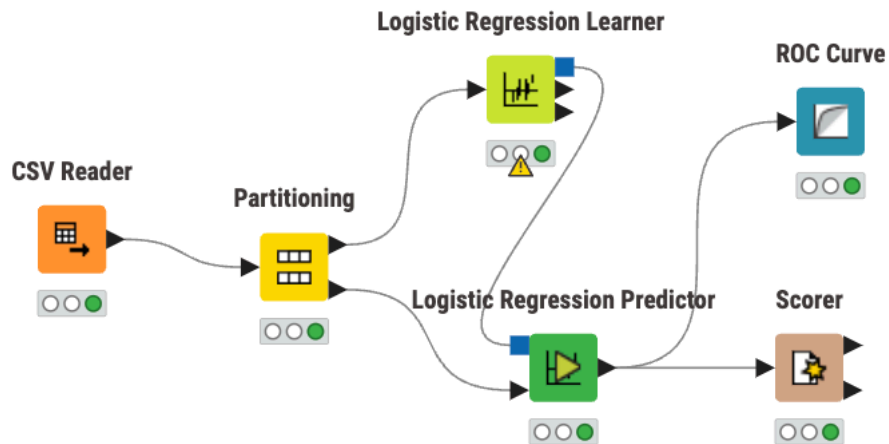 Logistic Regression Learner
ROC Curve
CSV Reader
Partitioning
Logistic Regression Predictor
Scorer